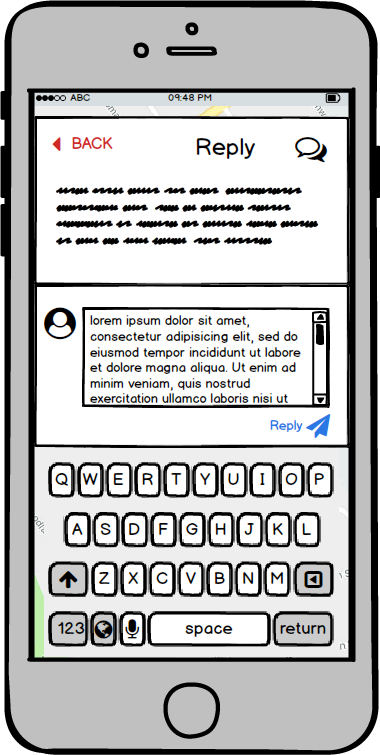 ABC 09:48 PM
BACK Reply
lorem ipsum dolor sit amet,
consectetur adipisicing elit, sed do
eiusmod tempor incididunt ut labore
et dolore magna aliqua. Ut enim ad
minim veniam, quis nostrud
exercitation ullamco laboris nisi ut
Reply
Q W E R T Y U I O P
A S D F G H J K L
Z X C V B N M
123 space return